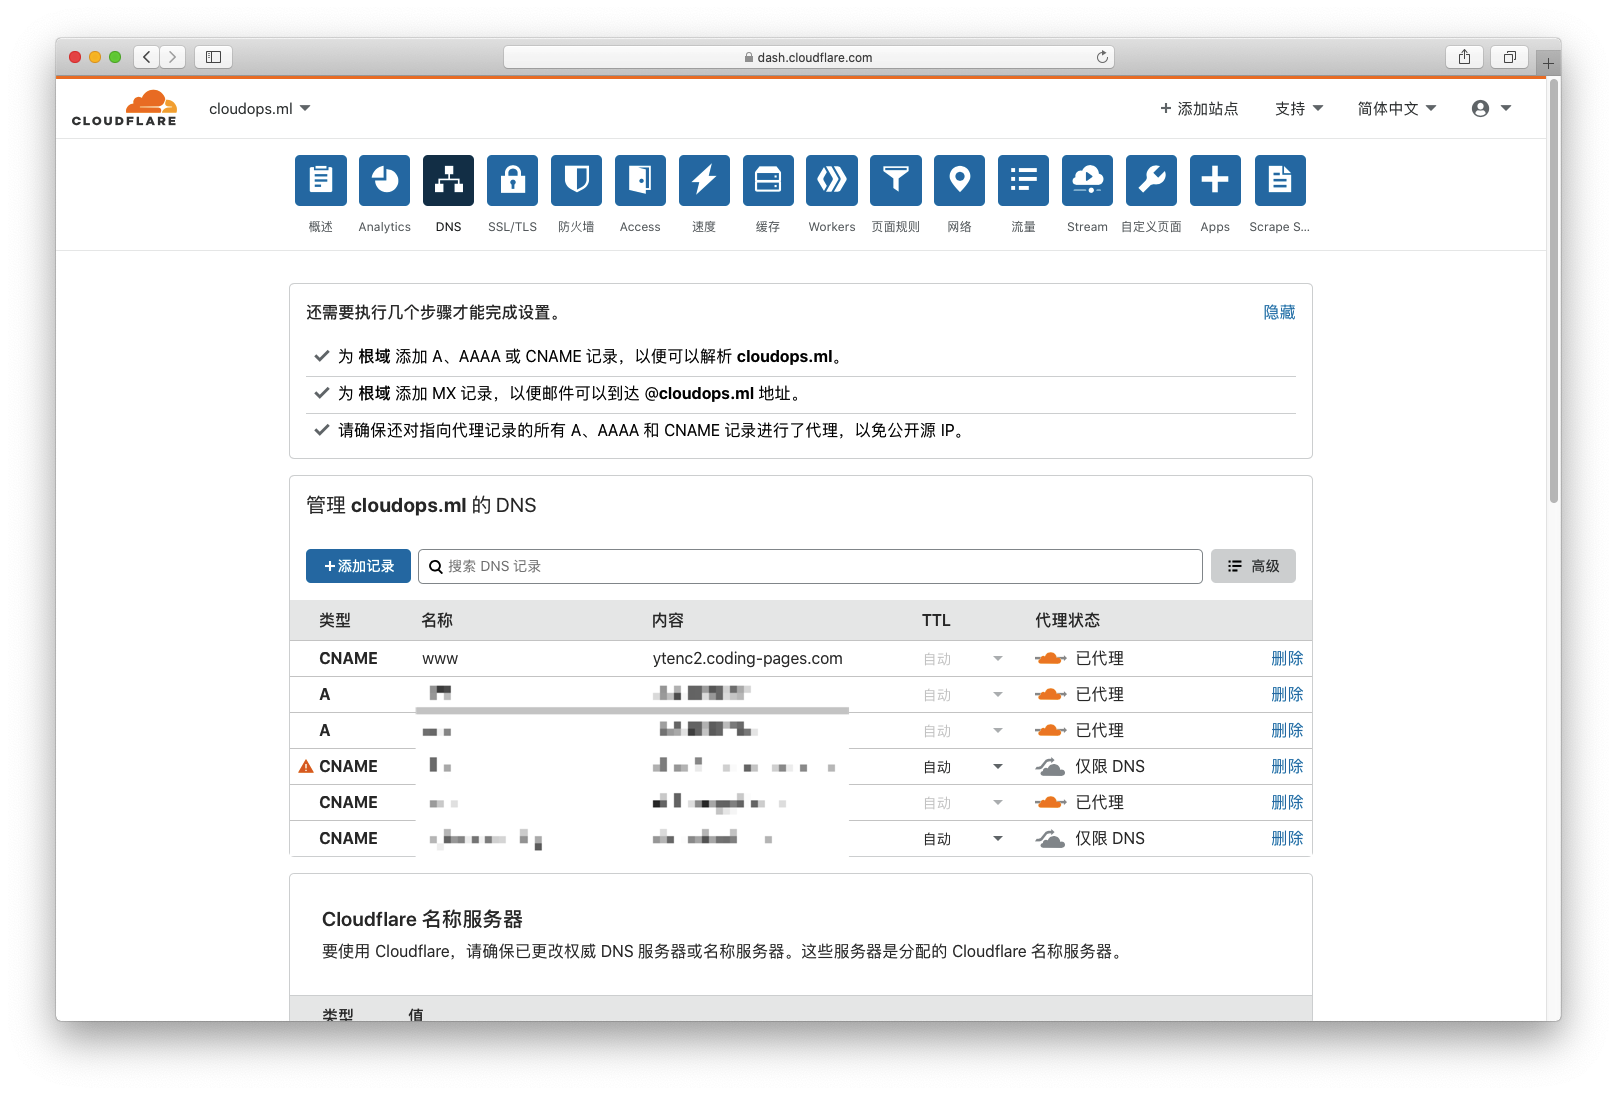 dash.cloudflare.com
CLOUDFLARE
cloudops.ml
添加站点
支持
简体中文
概述
Analytics
DNS
SSL/TLS
防火墙
Access
速度
缓存
Workers
页面规则
网络
流量
Stream
自定义页面
Apps
Scrape S...
还需要执行几个步骤才能完成设置。
隐藏
为 根域 添加 A、AAAA 或 CNAME 记录，以便可以解析 cloudops.ml。
为 根域 添加 MX 记录，以便邮件可以到达 @cloudops.ml 地址。
请确保还对指向代理记录的所有 A、AAAA 和 CNAME 记录进行了代理，以免公开源 IP。
管理 cloudops.ml 的 DNS
+添加记录
搜索 DNS 记录
高级
类型 名称 内容 TTL 代理状态
CNAME www ytenc2.coding-pages.com 自动 已代理 删除
A 自动 已代理 删除
A 自动 已代理 删除
CNAME 自动 仅限 DNS 删除
CNAME 自动 已代理 删除
CNAME 自动 仅限 DNS 删除
Cloudflare 名称服务器
要使用 Cloudflare，请确保已更改权威 DNS 服务器或名称服务器。这些服务器是分配的 Cloudflare 名称服务器。
类型 值